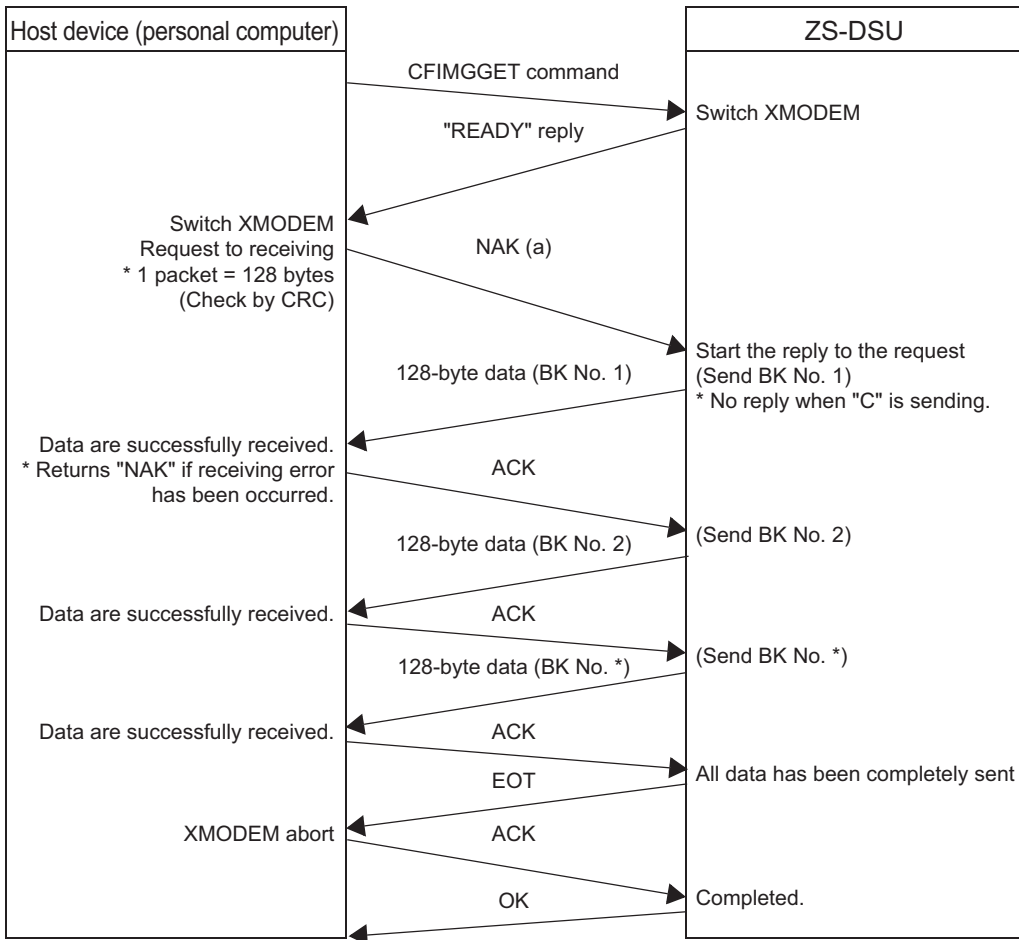 Host device (personal computer)
ZS-DSU
CFIMGGET command
Switch XMODEM
"READY" reply
Switch XMODEM
Request to receiving
* 1 packet = 128 bytes
(Check by CRC)
NAK (a)
Start the reply to the request
(Send BK No. 1)
* No reply when "C" is sending.
128-byte data (BK No. 1)
Data are successfully received.
* Returns "NAK" if receiving error
has been occurred.
ACK
(Send BK No. 2)
128-byte data (BK No. 2)
Data are successfully received.
ACK
(Send BK No. *)
128-byte data (BK No. *)
Data are successfully received.
ACK
All data has been completely sent
EOT
XMODEM abort
ACK
Completed.
OK